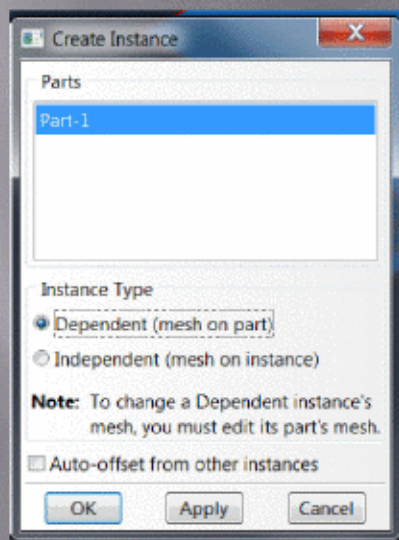 Create Instance
Parts
Part-1
Instance Type
Dependent (mesh on part)
Independent (mesh on instance)
Note: To change a Dependent instance's
mesh, you must edit its part's mesh.
Auto-offset from other instances
OK Apply Cancel